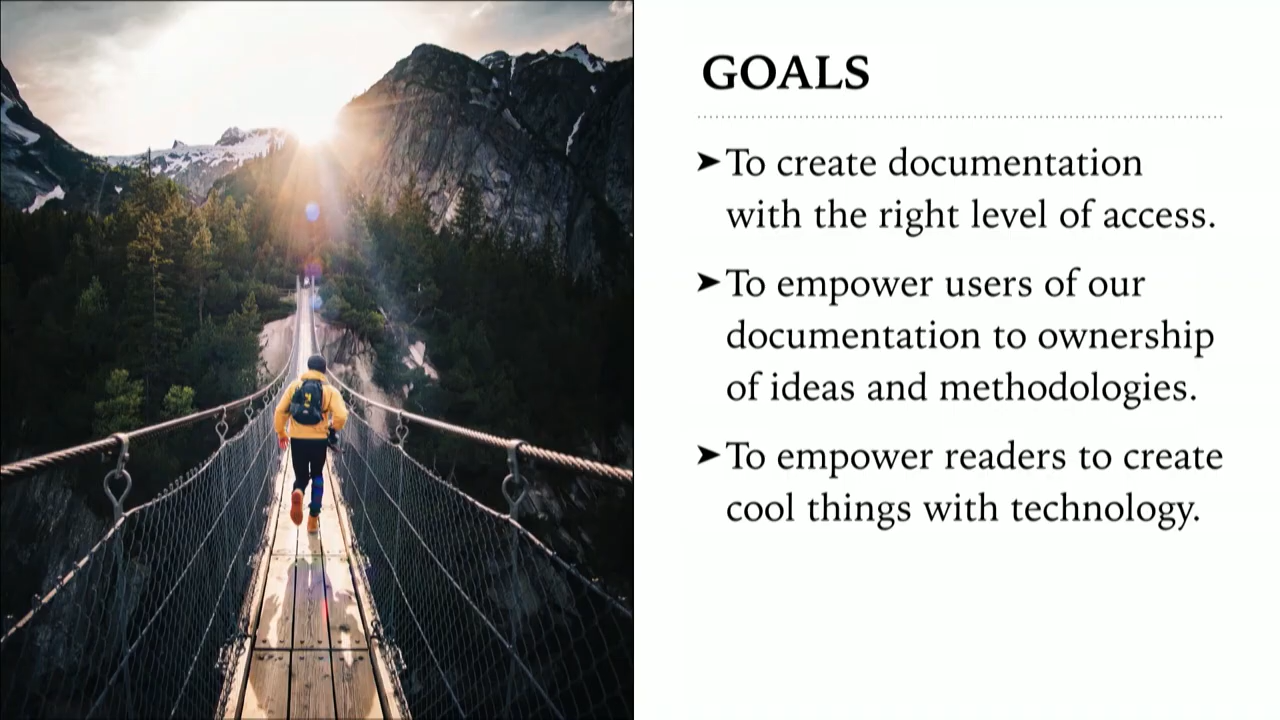 GOALS
➤To create documentation
with the right level of access.
➤To empower users of our
documentation to ownership
of ideas and methodologies.
➤To empower readers to create
cool things with technology.